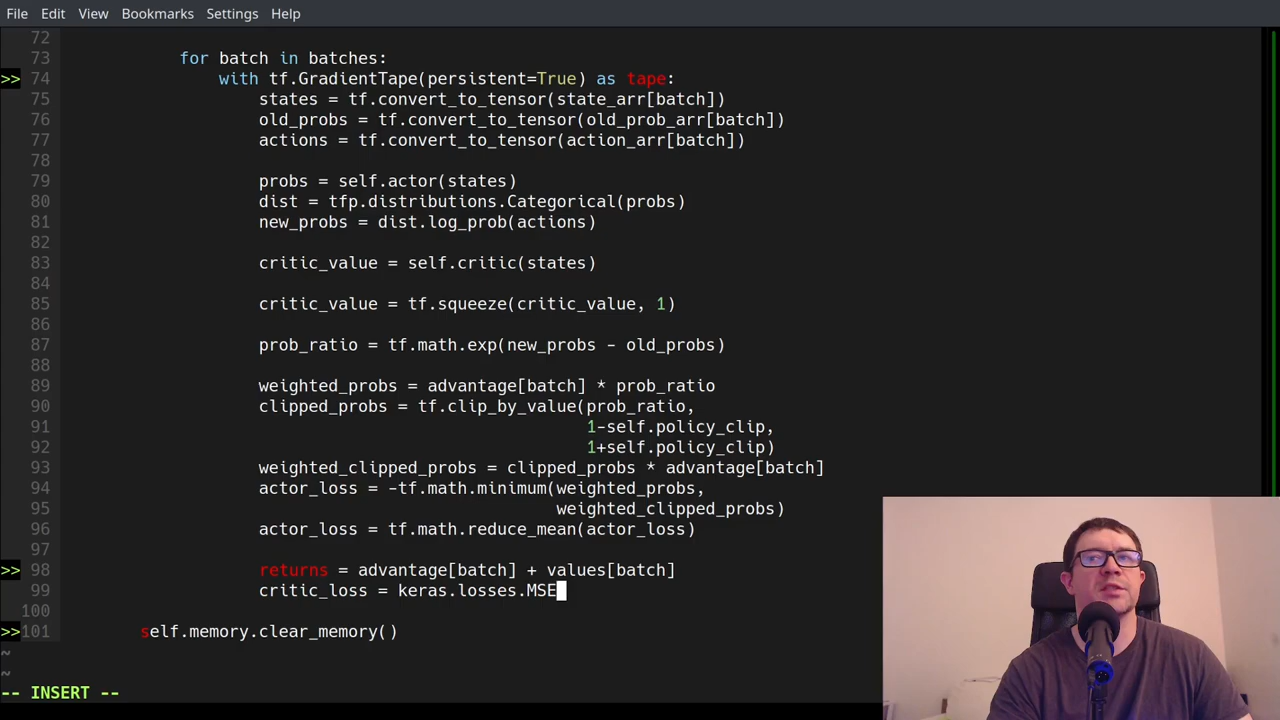 File Edit View Bookmarks Settings Help
72
73 for batch in batches:
>> 74 with tf.GradientTape(persistent=True) as tape:
75 states = tf.convert_to_tensor(state_arr[batch])
76 old_probs = tf.convert_to_tensor(old_prob_arr[batch])
77 actions = tf.convert_to_tensor(action_arr[batch])
78
79 probs = self.actor(states)
80 dist = tfp.distributions.Categorical(probs)
81 new_probs = dist.log_prob(actions)
82
83 critic_value = self.critic(states)
84
85 critic_value = tf.squeeze(critic_value, 1)
86
87 prob_ratio = tf.math.exp(new_probs - old_probs)
88
89 weighted_probs = advantage[batch] * prob_ratio
90 clipped_probs = tf.clip_by_value(prob_ratio,
91 1-self.policy_clip,
92 1+self.policy_clip)
93 weighted_clipped_probs = clipped_probs * advantage[batch]
94 actor_loss = -tf.math.minimum(weighted_probs,
95 weighted_clipped_probs)
96 actor_loss = tf.math.reduce_mean(actor_loss)
97
>> 98 returns = advantage[batch] + values[batch]
99 critic_loss = keras.losses.MSE
100
>>101 self.memory.clear_memory()
~
~
-- INSERT --